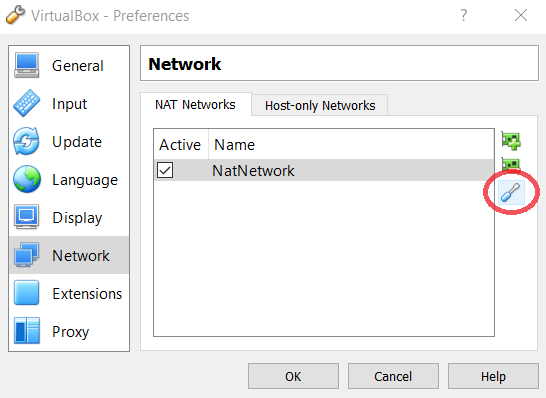 VirtualBox - Preferences
?
General
Input
Update
Language
Display
Network
Extensions
Proxy
Network
NAT Networks Host-only Networks
Active Name
NatNetwork
OK Cancel Help